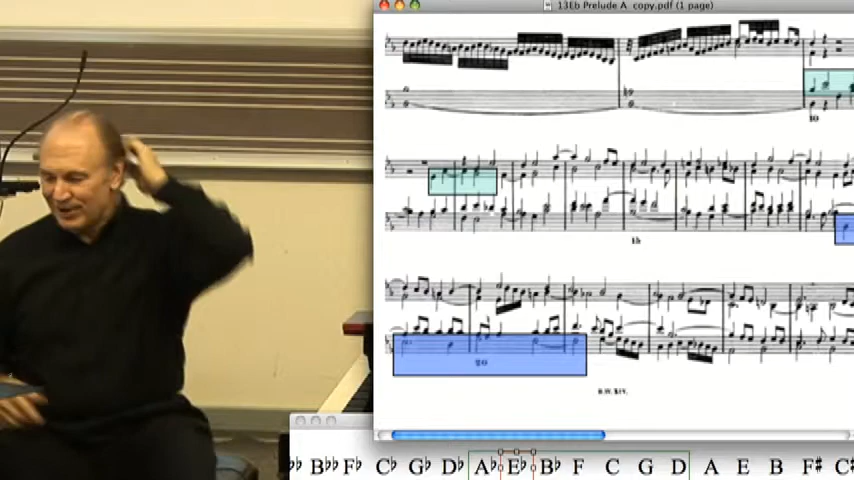 13Eb Prelude A copy.pdf (1 page)
10
15
20
B.W. XIV.
♭♭ B♭♭ F♭ C♭ G♭ D♭ A♭ E♭ B♭ F C G D A E B F# C#